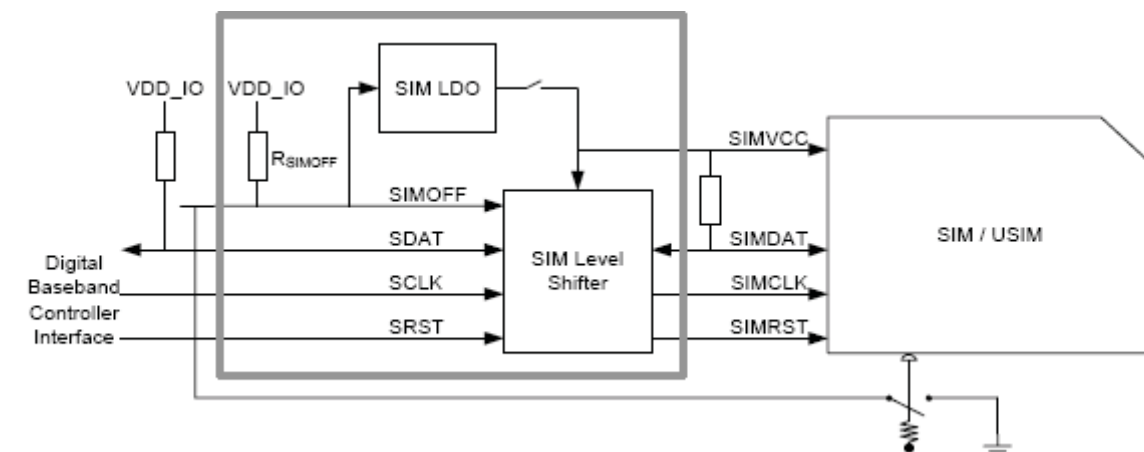 VDD_IO
VDD_IO
SIM LDO
RSIMOFF
SIMVCC
SIMOFF
SDAT
SIM Level
Shifter
SIMDAT
SIM / USIM
Digital
Baseband
Controller
Interface
SCLK
SIMCLK
SRST
SIMRST